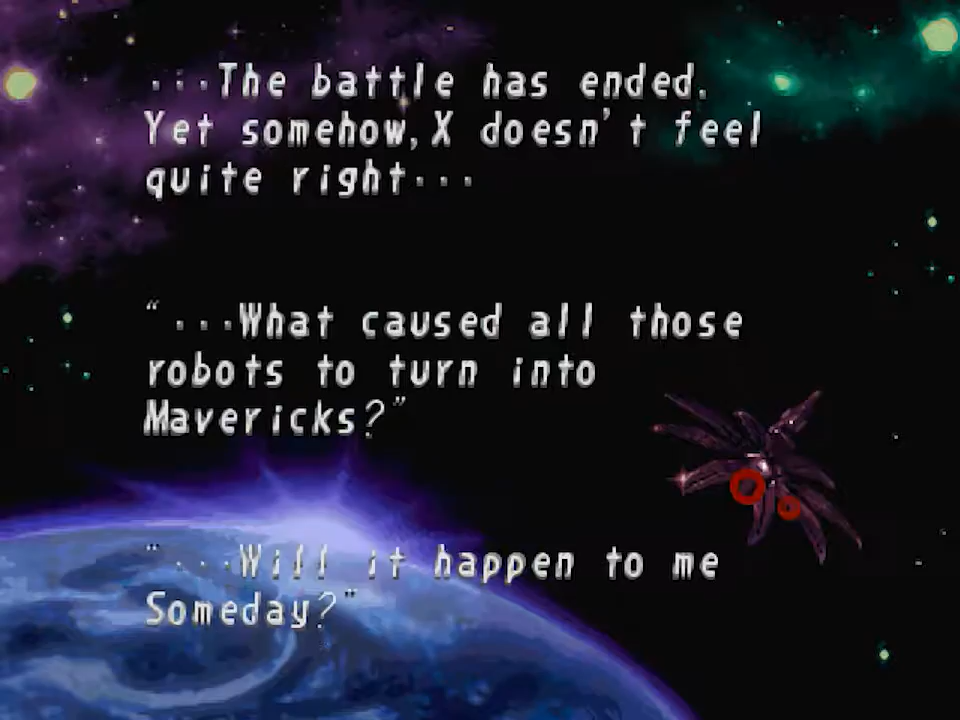 ...The battle has ended.
Yet somehow, X doesn't feel
quite right...
"...What caused all those
robots to turn into
Mavericks?"
"...Will it happen to me
Someday?"